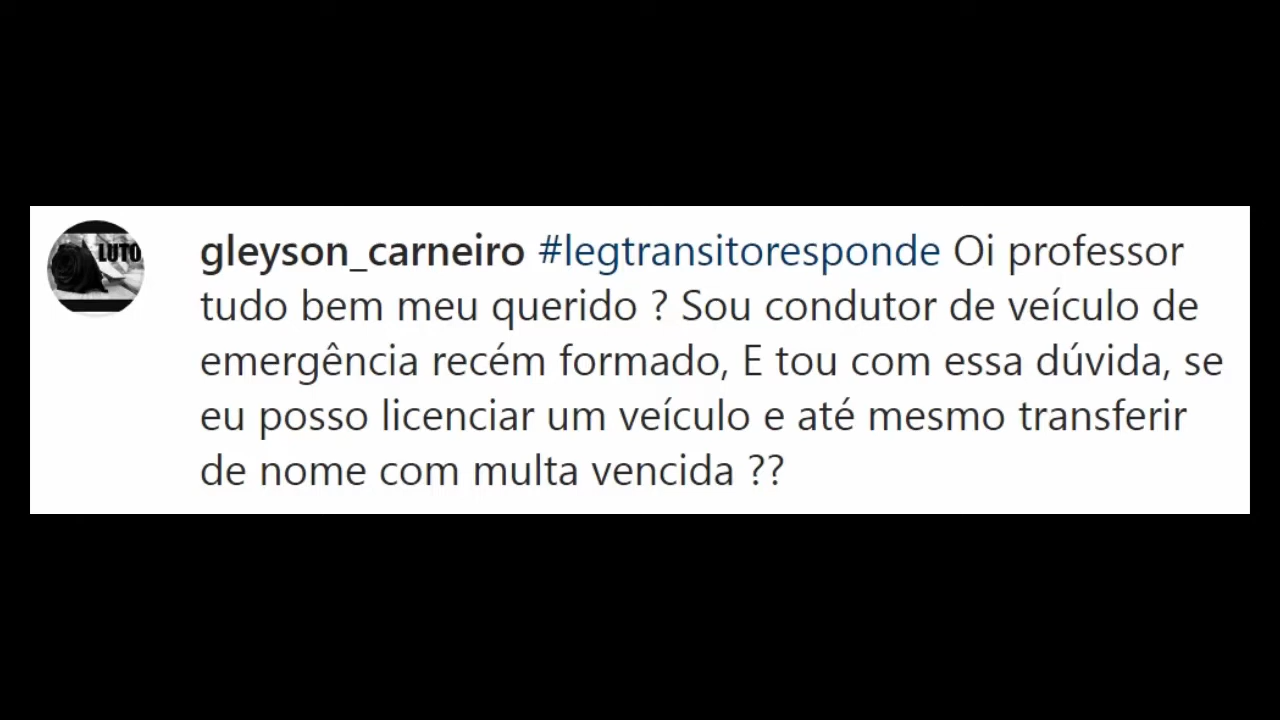 LUTO
gleyson_carneiro #legtransitoresponde Oi professor
tudo bem meu querido ? Sou condutor de veículo de
emergência recém formado, E tou com essa dúvida, se
eu posso licenciar um veículo e até mesmo transferir
de nome com multa vencida ??